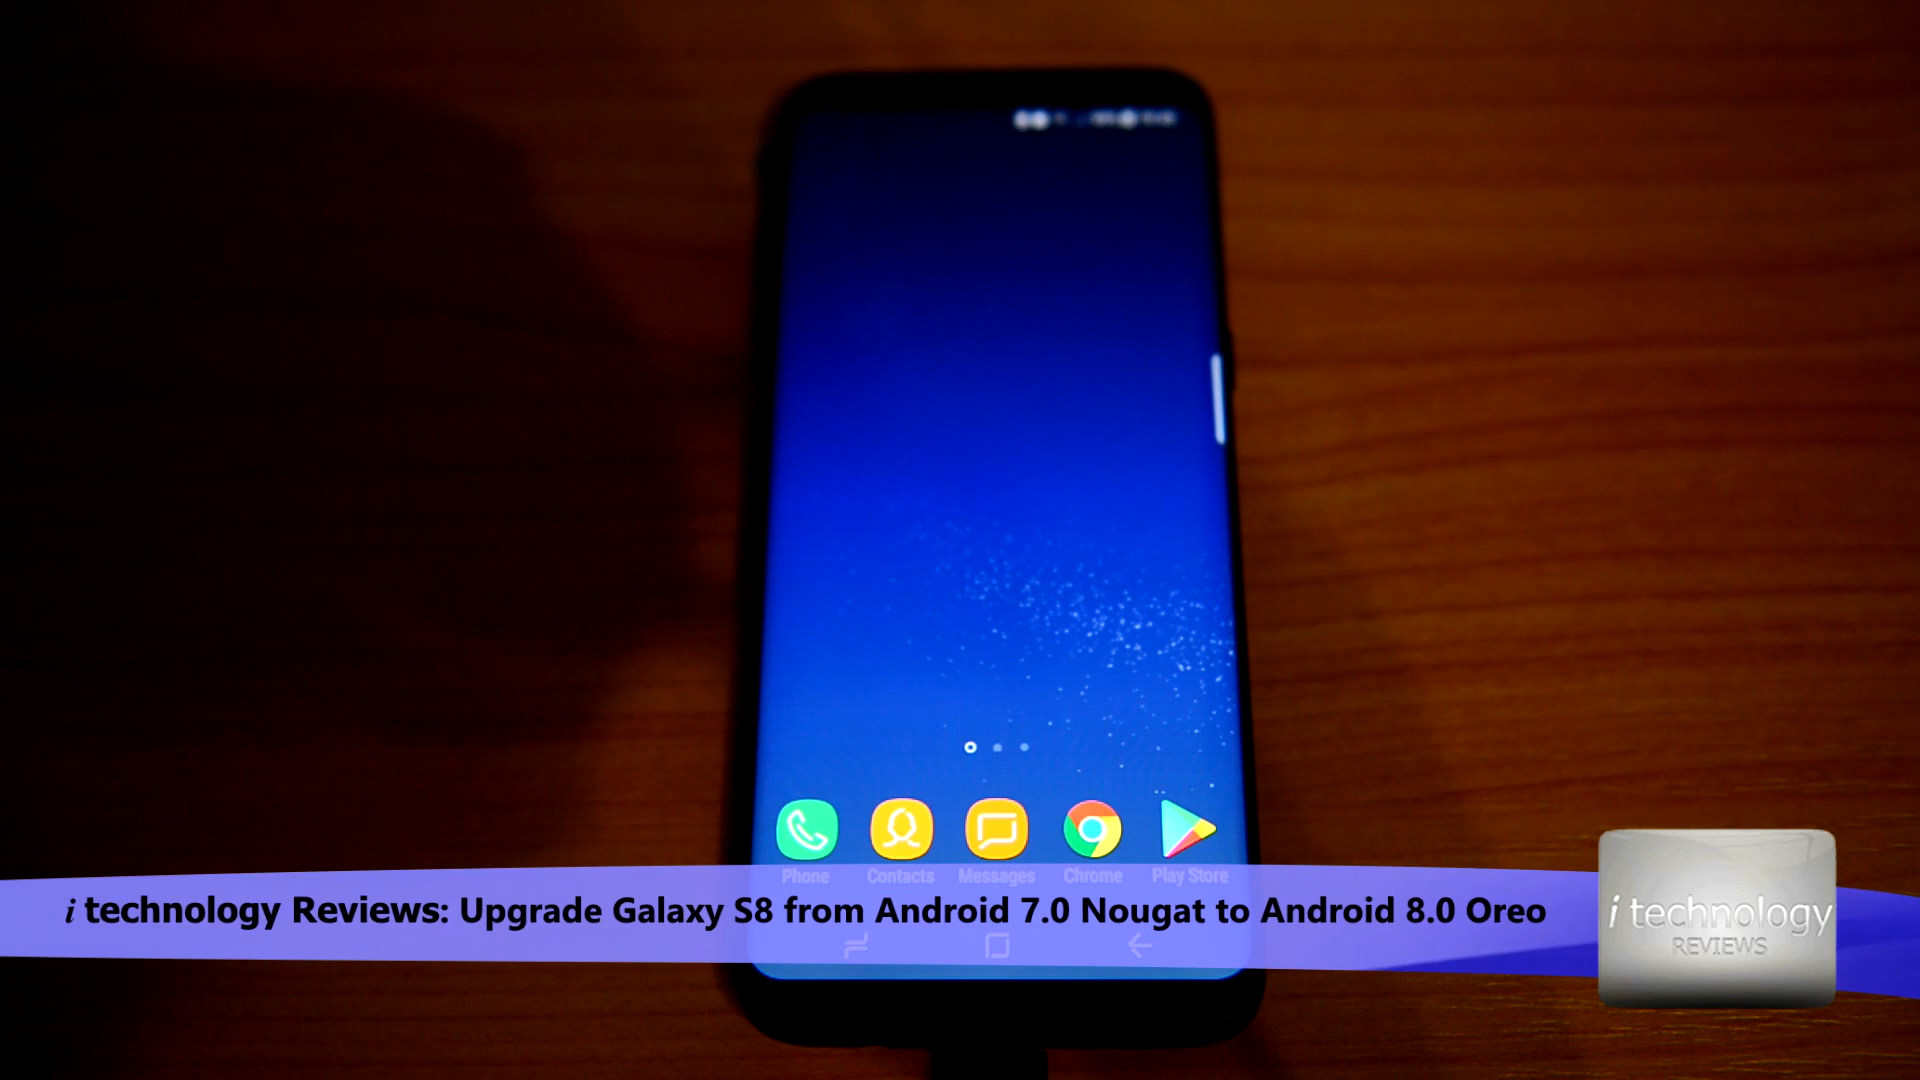 Phone Contacts Messages Chrome Play Store
i technology Reviews: Upgrade Galaxy S8 from Android 7.0 Nougat to Android 8.0 Oreo
i technology
REVIEWS